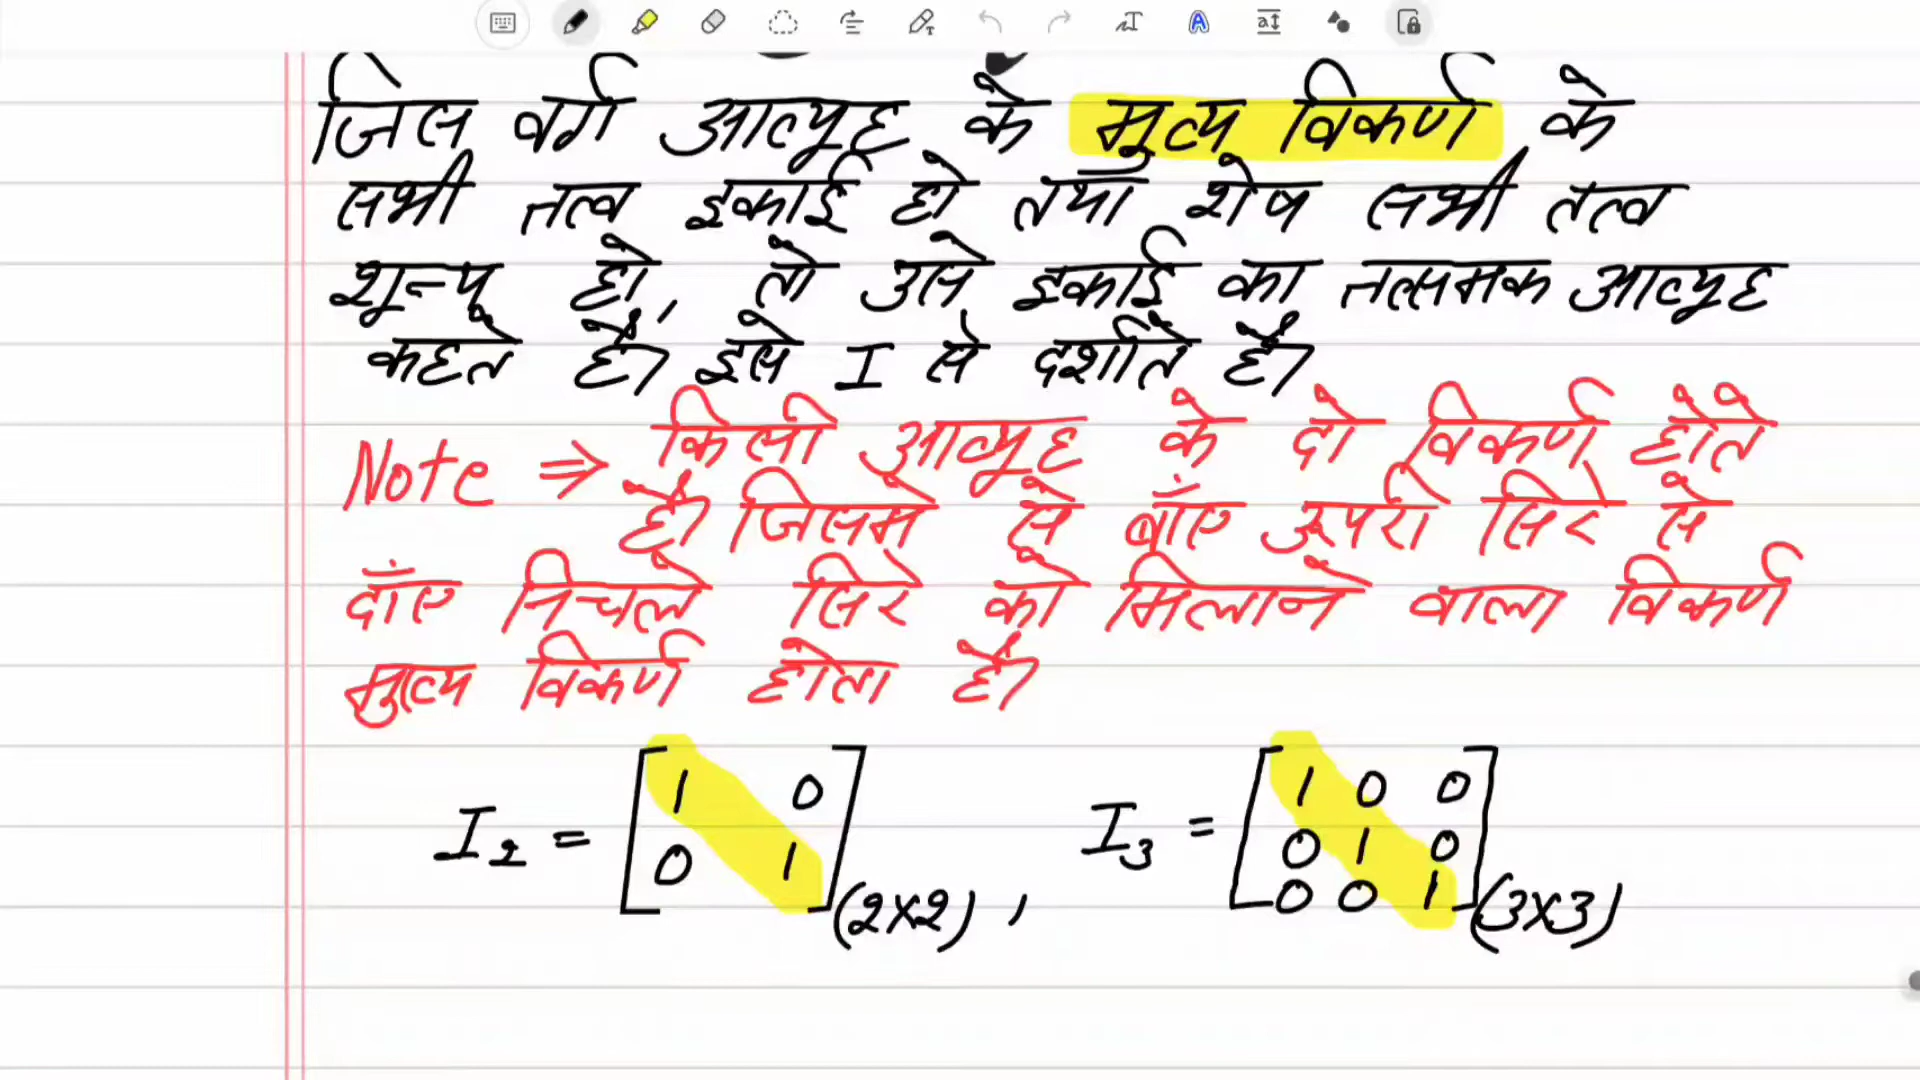 जिस वर्ग आव्यूह के मुख्य विकर्ण के
सभी तत्व इकाई हो तथा शेष सभी तत्व
शून्य हो, तो उसे इकाई का तत्समक आव्यूह
कहते है। इसे I से दर्शाते है।
Note ⇒ किसी आव्यूह के दो विकर्ण होते
है। जिसमे से बाँए ऊपरी सिरे से
दाँए निचले सिरे को मिलाने वाला विकर्ण
मुख्य विकर्ण होता है।
I₂ = [1 0 I₃ = [1 0 0
0 1](2×2) , 0 1 0
0 0 1](3×3)